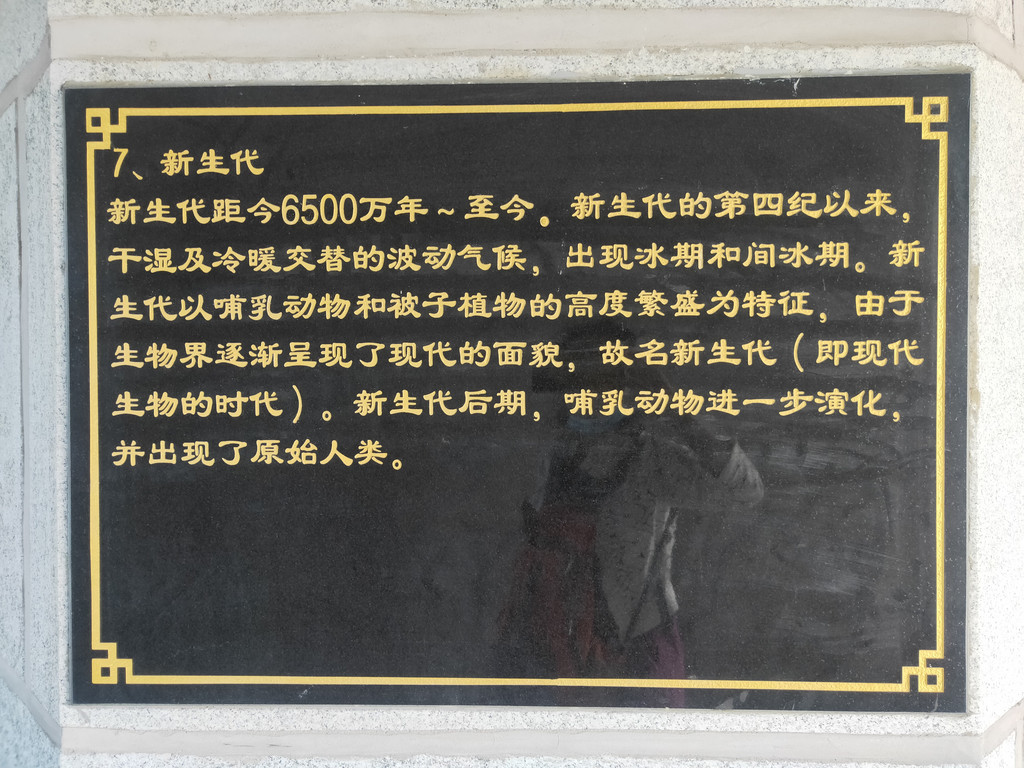 7、新生代
新生代距今6500万年~至今。新生代的第四纪以来，
干湿及冷暖交替的波动气候，出现冰期和间冰期。新
生代以哺乳动物和被子植物的高度繁盛为特征，由于
生物界逐渐呈现了现代的面貌，故名新生代（即现代
生物的时代）。新生代后期，哺乳动物进一步演化，
并出现了原始人类。